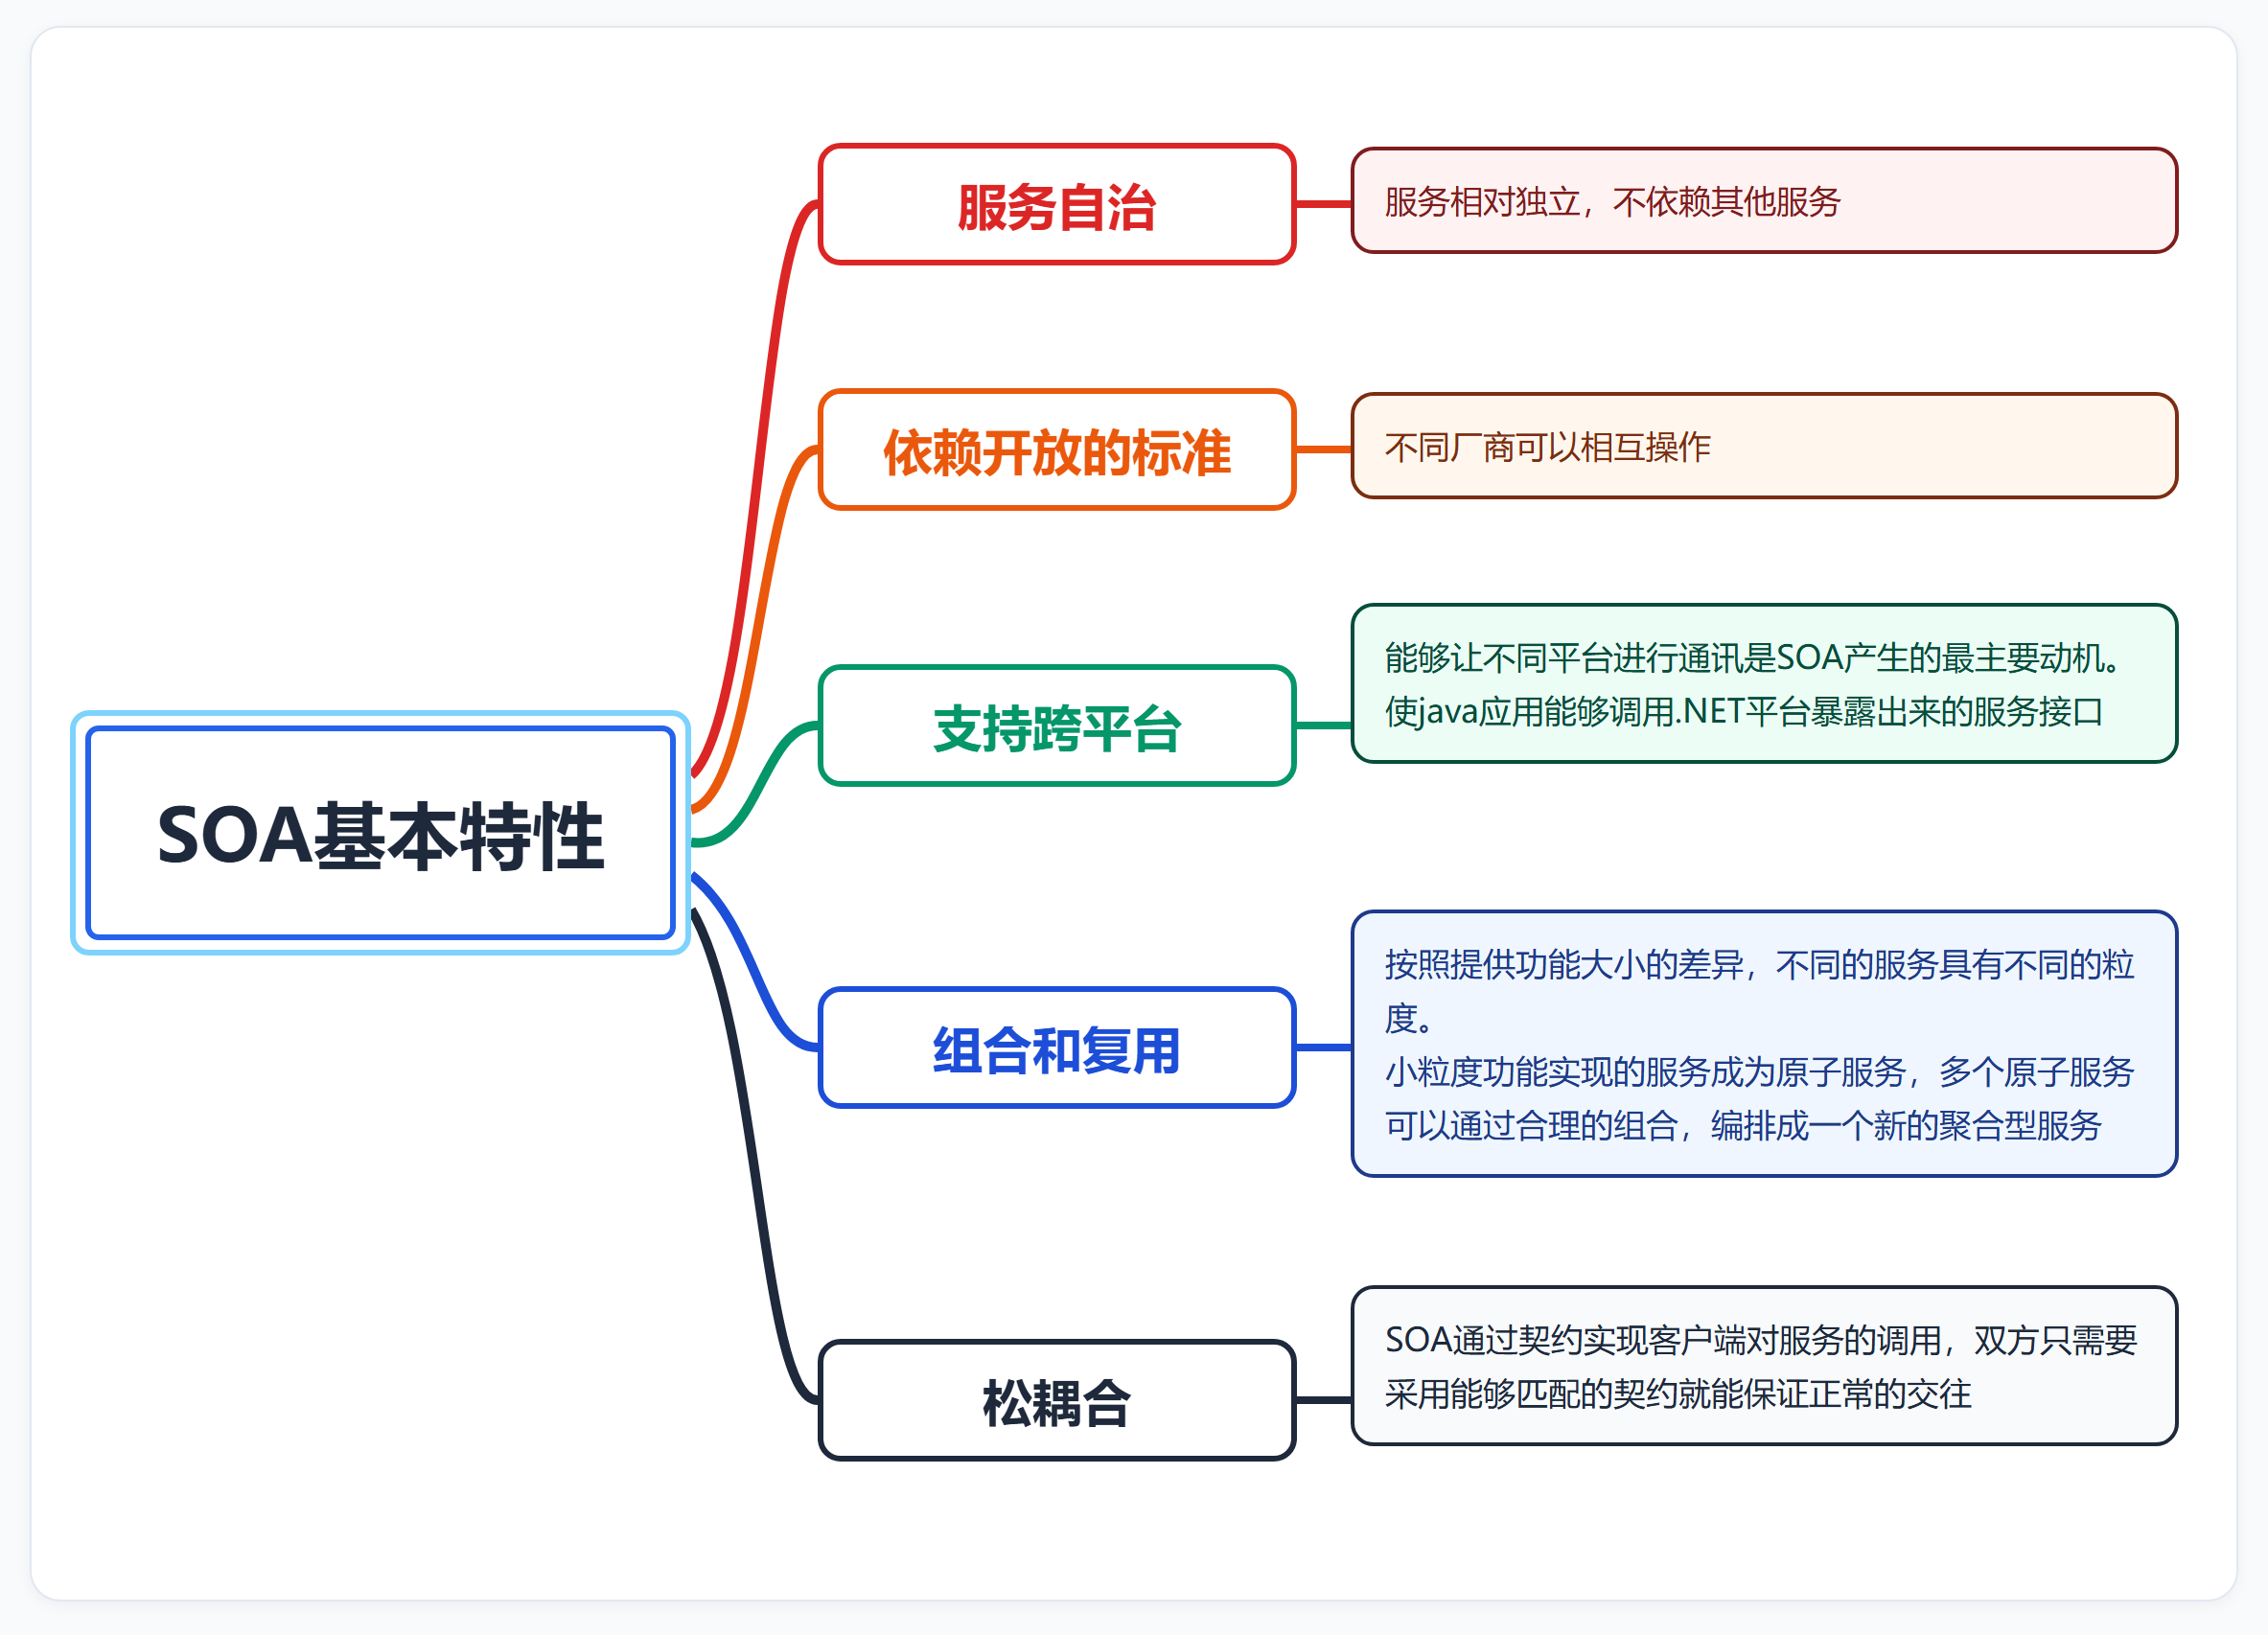 SOA基本特性
服务自治
服务相对独立，不依赖其他服务
依赖开放的标准
不同厂商可以相互操作
支持跨平台
能够让不同平台进行通讯是SOA产生的最主要动机。
使java应用能够调用.NET平台暴露出来的服务接口
组合和复用
按照提供功能大小的差异，不同的服务具有不同的粒
度。
小粒度功能实现的服务成为原子服务，多个原子服务
可以通过合理的组合，编排成一个新的聚合型服务
松耦合
SOA通过契约实现客户端对服务的调用，双方只需要
采用能够匹配的契约就能保证正常的交往